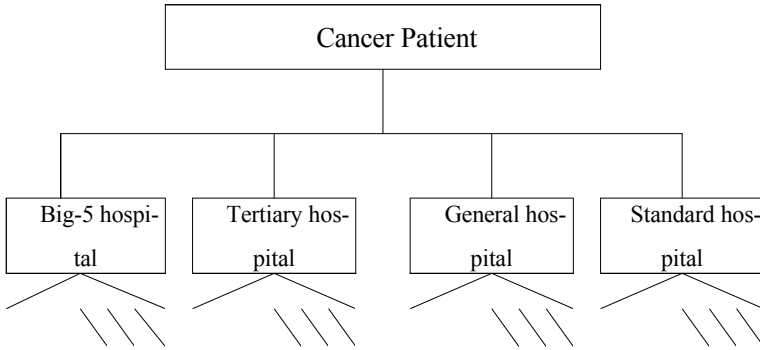 Cancer Patient
Big-5 hospi-
tal
Tertiary hos-
pital
General hos-
pital
Standard hos-
pital